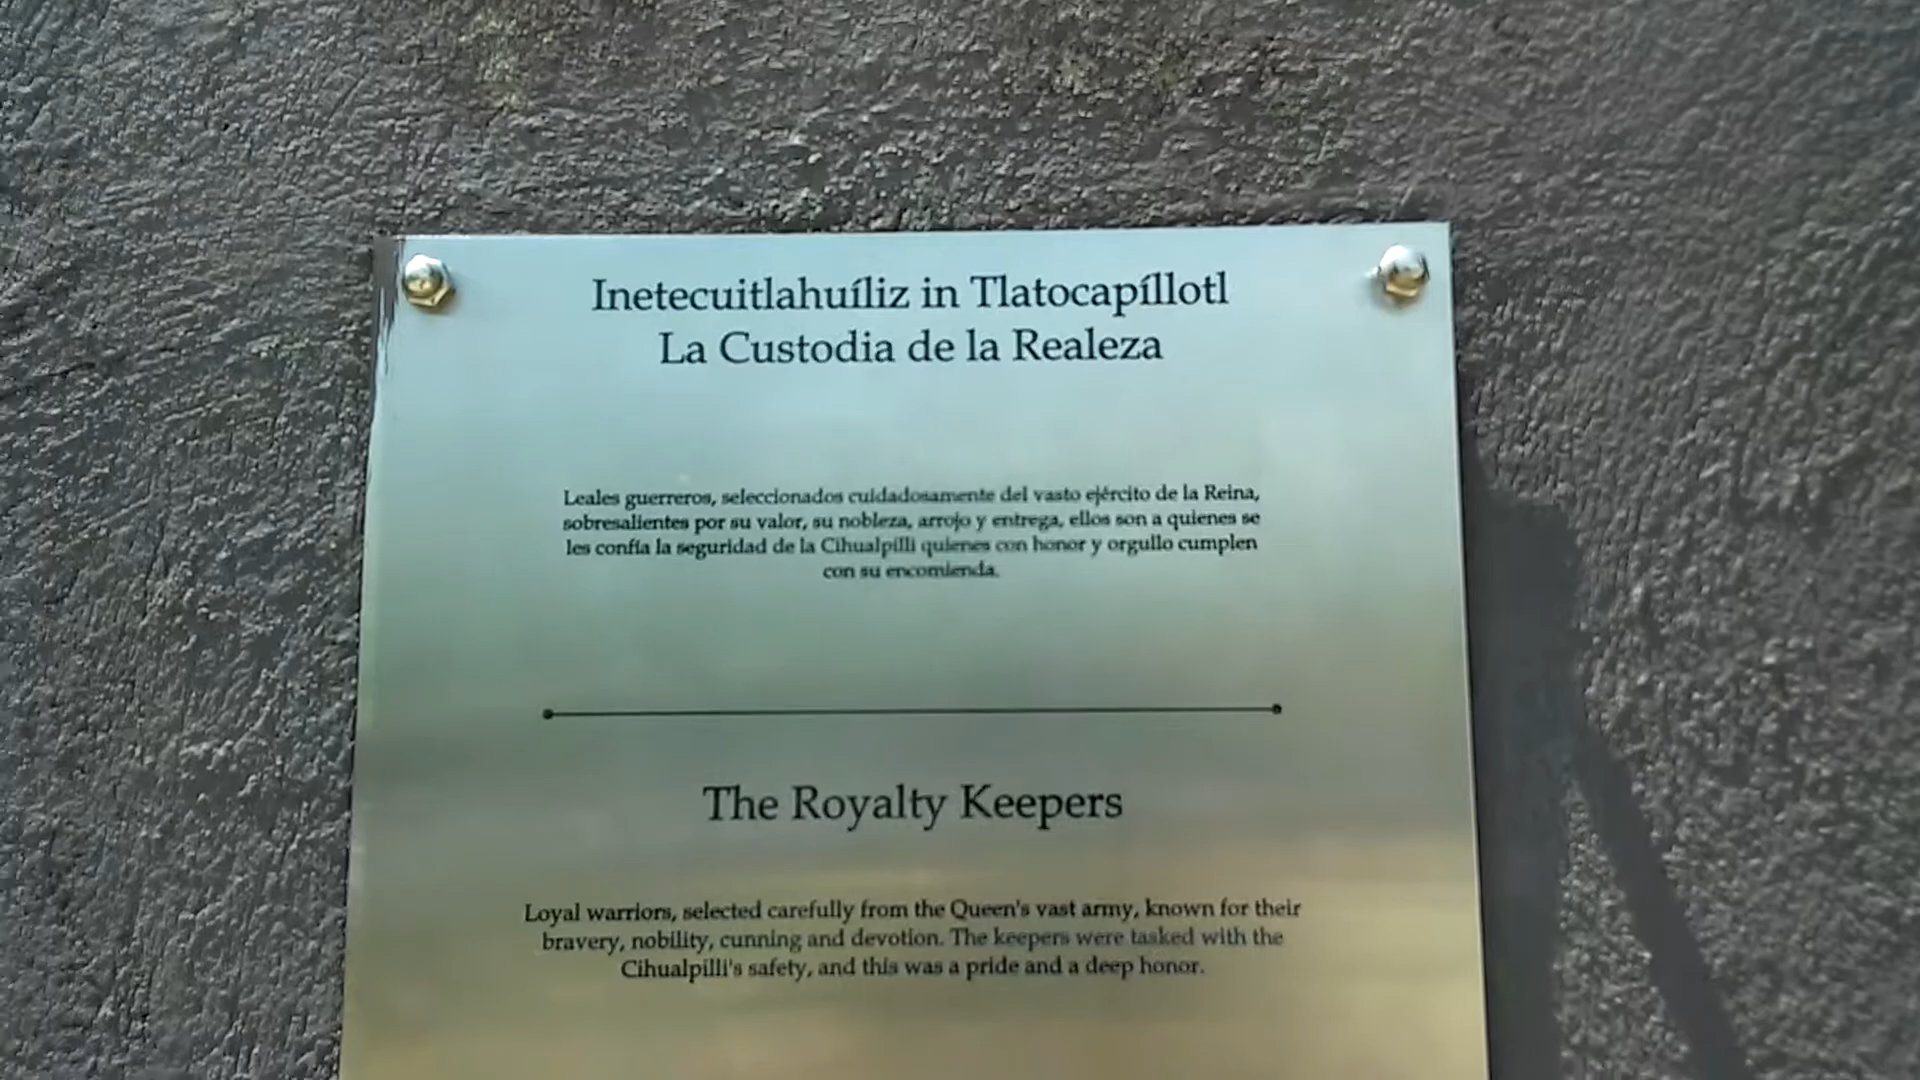 Inetecuitlahuíliz in Tlatocapíllotl
La Custodia de la Realeza
Leales guerreros, seleccionados cuidadosamente del vasto ejército de la Reina,
sobresalientes por su valor, su nobleza, arrojo y entrega, ellos son a quienes se
les confía la seguridad de la Cihualpilli quienes con honor y orgullo cumplen
con su encomienda.
The Royalty Keepers
Loyal warriors, selected carefully from the Queen's vast army, known for their
bravery, nobility, cunning and devotion. The keepers were tasked with the
Cihualpilli's safety, and this was a pride and a deep honor.